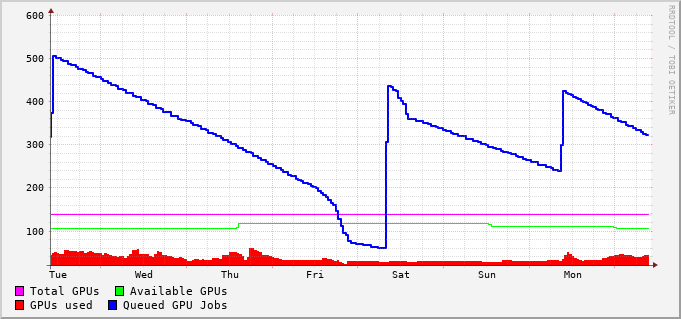 RRDTOOL / TOBI OETIKER
600
500
400
300
200
100
Tue Wed Thu Fri Sat Sun Mon
Total GPUs Available GPUs
GPUs used Queued GPU Jobs